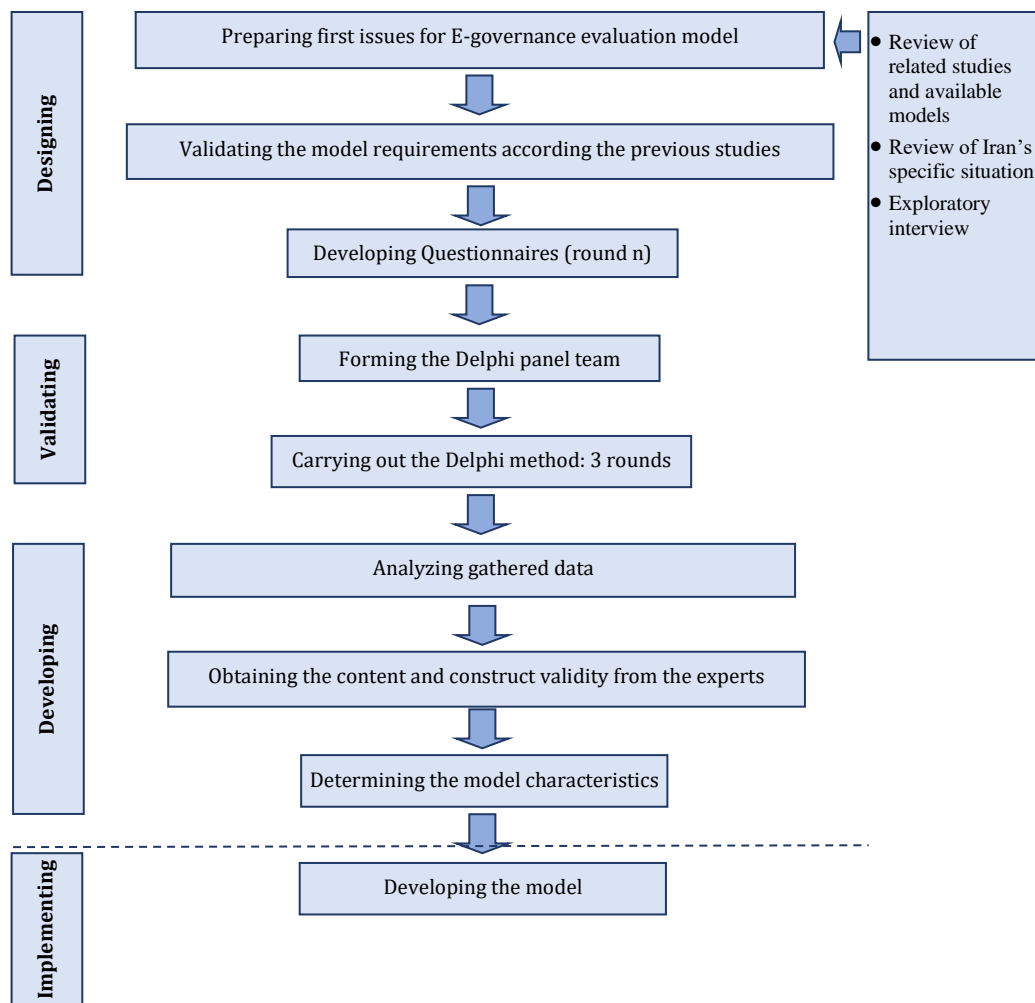 Designing
Preparing first issues for E-governance evaluation model
● Review of
related studies
and available
models
● Review of Iran's
specific situation
● Exploratory
interview
Validating the model requirements according the previous studies
Developing Questionnaires (round n)
Validating
Forming the Delphi panel team
Carrying out the Delphi method: 3 rounds
Developing
Analyzing gathered data
Obtaining the content and construct validity from the experts
Determining the model characteristics
Implementing
Developing the model